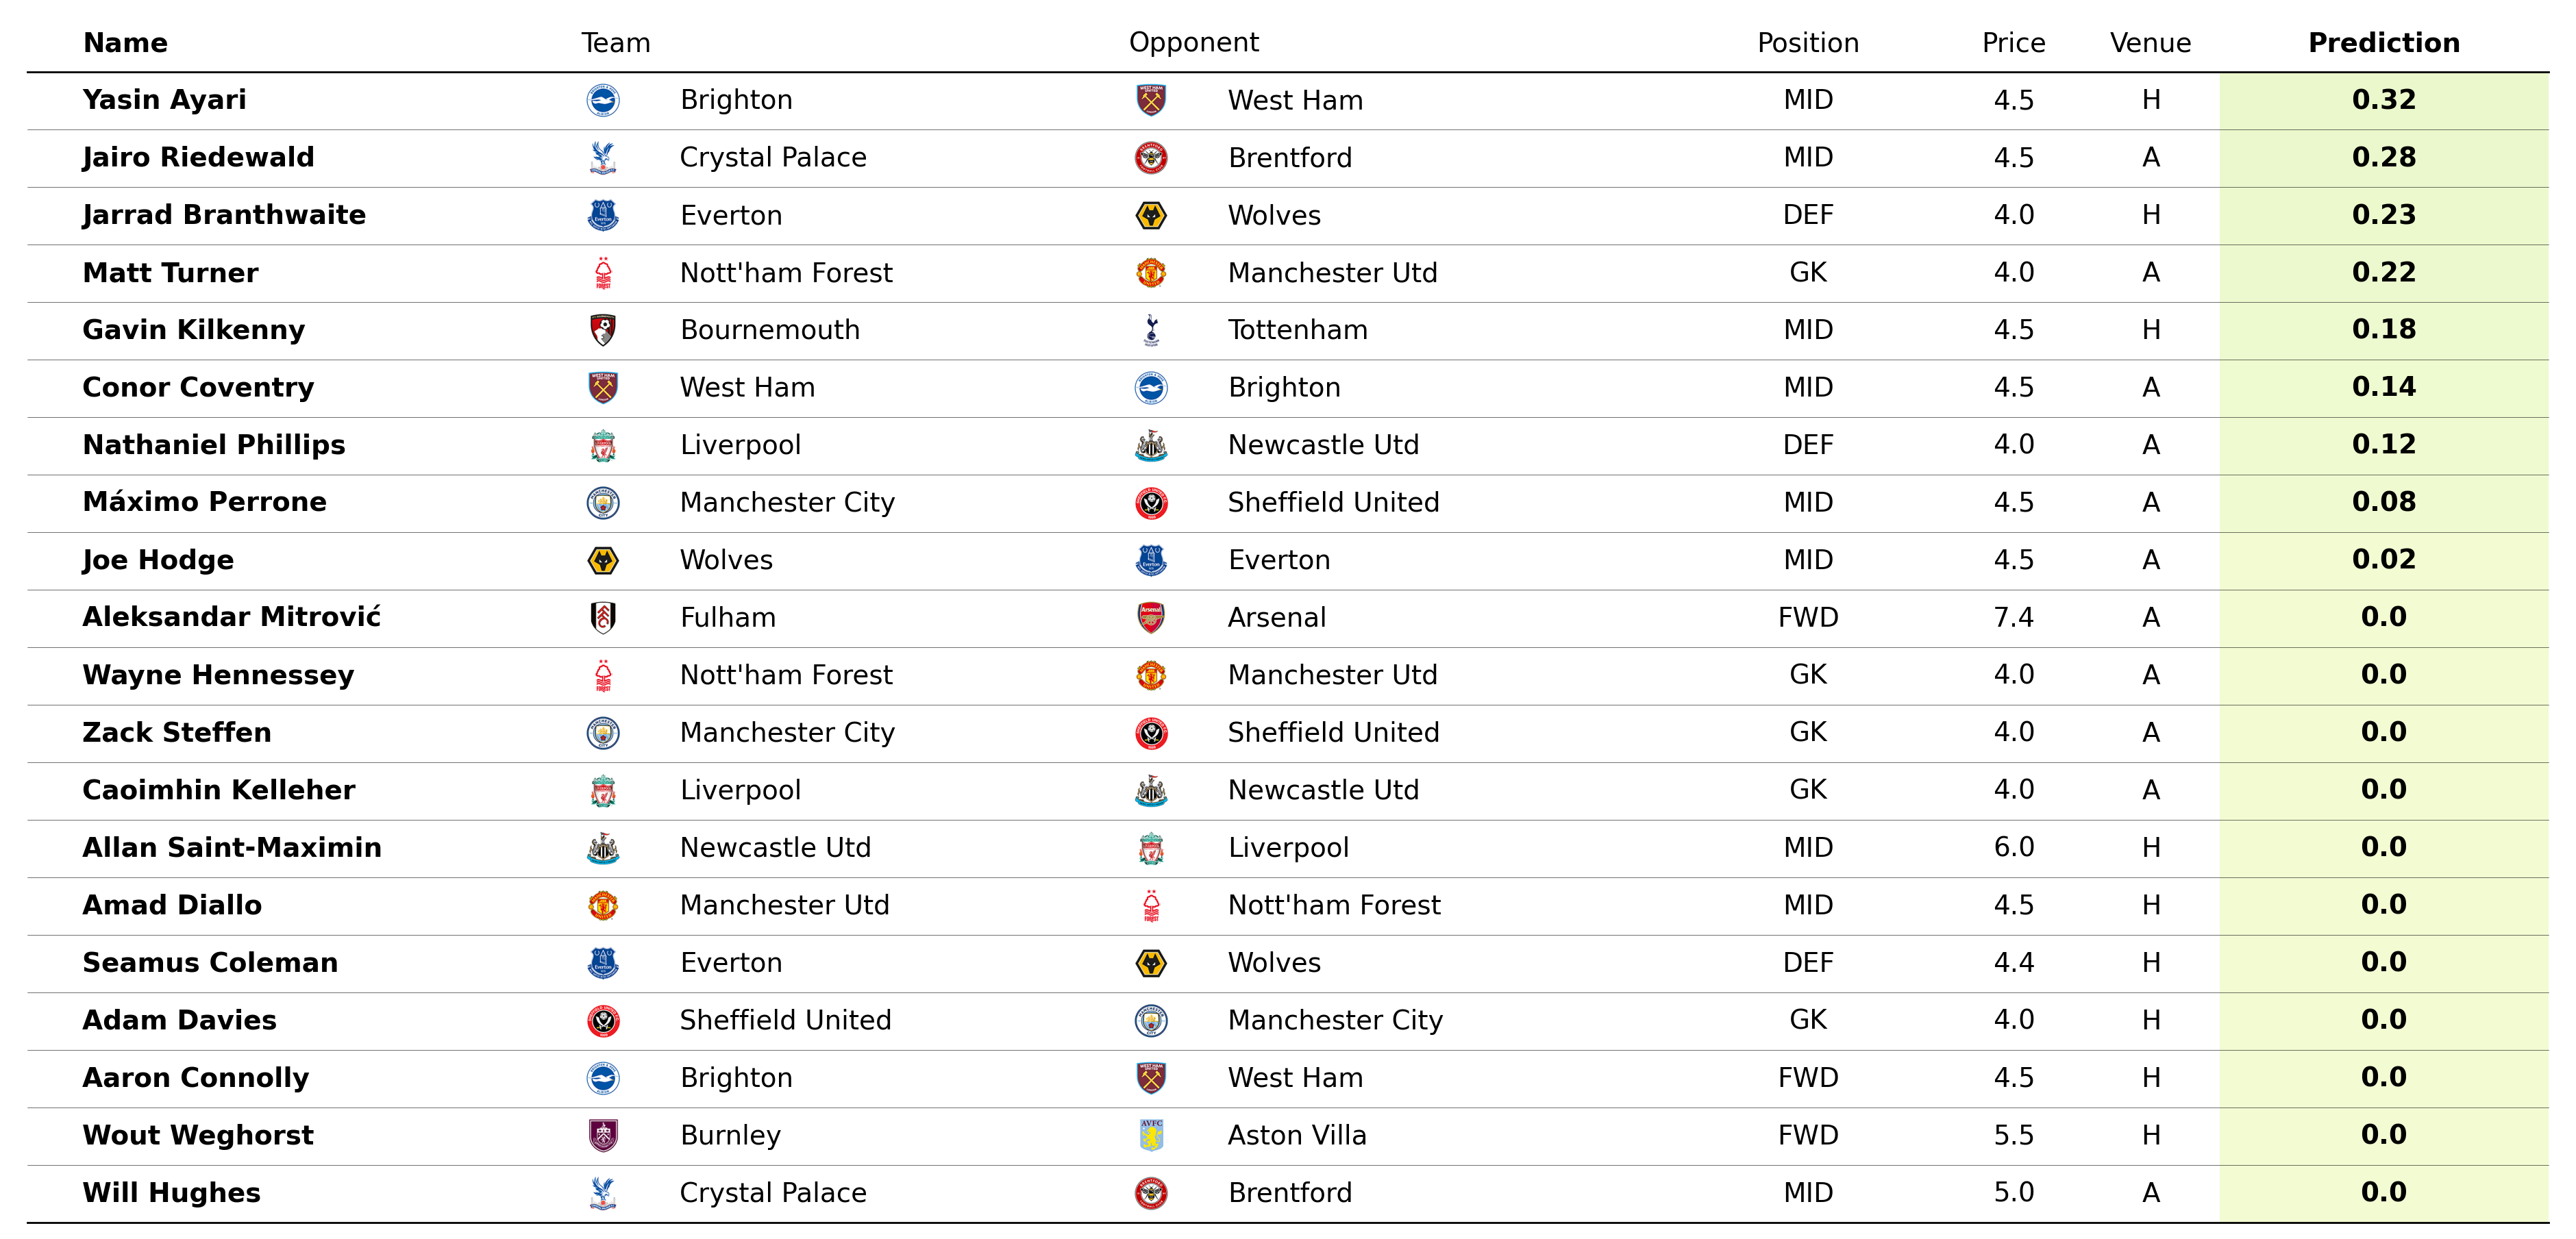 Name Team Opponent Position Price Venue Prediction
Yasin Ayari Brighton West Ham MID 4.5 H 0.32
Jairo Riedewald Crystal Palace Brentford MID 4.5 A 0.28
Jarrad Branthwaite Everton Wolves DEF 4.0 H 0.23
Matt Turner Nott'ham Forest Manchester Utd GK 4.0 A 0.22
Gavin Kilkenny Bournemouth Tottenham MID 4.5 H 0.18
Conor Coventry West Ham Brighton MID 4.5 A 0.14
Nathaniel Phillips Liverpool Newcastle Utd DEF 4.0 A 0.12
Máximo Perrone Manchester City Sheffield United MID 4.5 A 0.08
Joe Hodge Wolves Everton MID 4.5 A 0.02
Aleksandar Mitrović Fulham Arsenal FWD 7.4 A 0.0
Wayne Hennessey Nott'ham Forest Manchester Utd GK 4.0 A 0.0
Zack Steffen Manchester City Sheffield United GK 4.0 A 0.0
Caoimhin Kelleher Liverpool Newcastle Utd GK 4.0 A 0.0
Allan Saint-Maximin Newcastle Utd Liverpool MID 6.0 H 0.0
Amad Diallo Manchester Utd Nott'ham Forest MID 4.5 H 0.0
Seamus Coleman Everton Wolves DEF 4.4 H 0.0
Adam Davies Sheffield United Manchester City GK 4.0 H 0.0
Aaron Connolly Brighton West Ham FWD 4.5 H 0.0
Wout Weghorst Burnley Aston Villa FWD 5.5 H 0.0
Will Hughes Crystal Palace Brentford MID 5.0 A 0.0